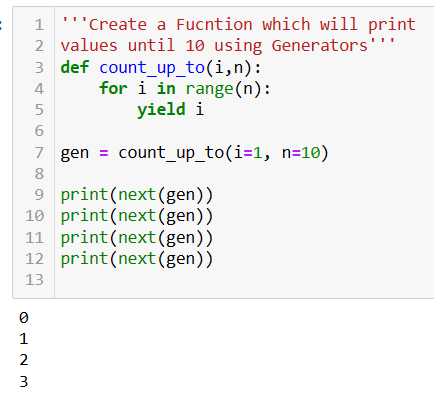 1 '''Create a Fucntion which will print
2 values until 10 using Generators'''
3 def count_up_to(i,n):
4     for i in range(n):
5         yield i
6
7 gen = count_up_to(i=1, n=10)
8
9 print(next(gen))
10 print(next(gen))
11 print(next(gen))
12 print(next(gen))
13
0
1
2
3